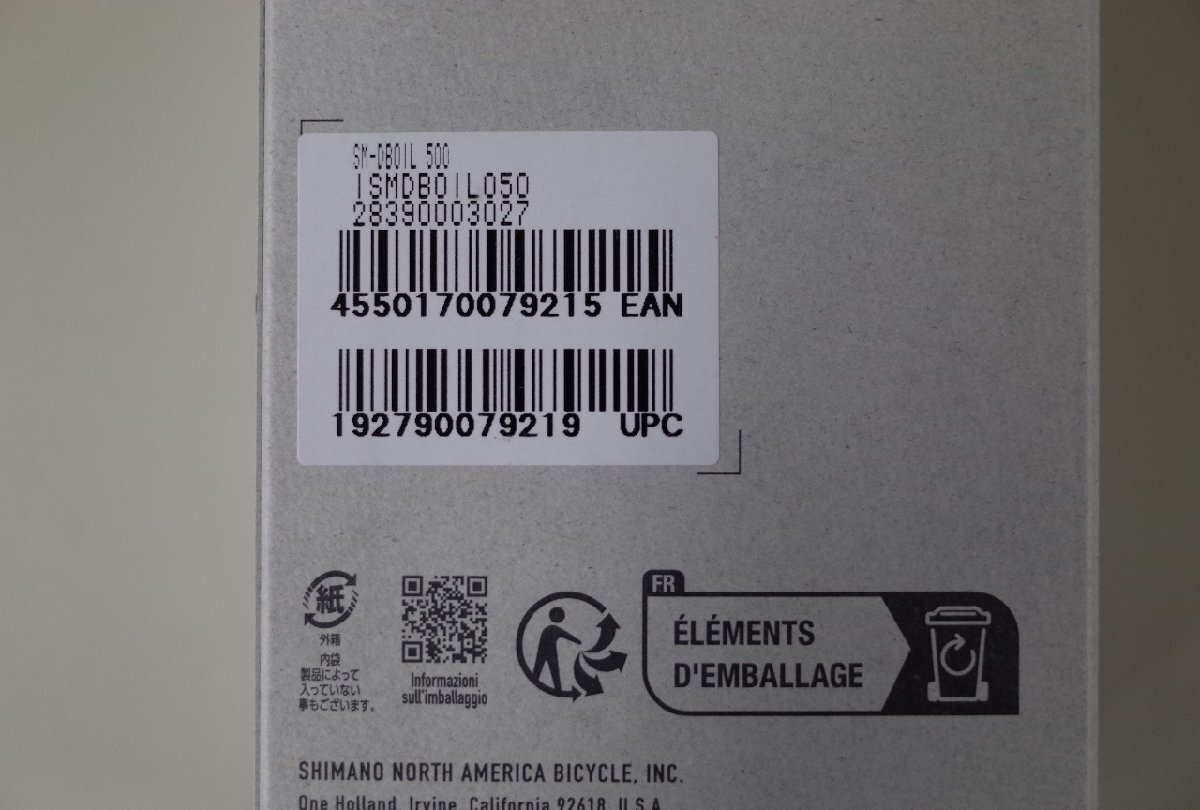 SM-DB01L 500
1SMDB01L050
28390003027
4550170079215 EAN
192790079219 UPC
紙
外箱
内袋
製品によって
入っていない
事もございます。
Informazioni
sull'imballaggio
FR
ÉLÉMENTS
D'EMBALLAGE
SHIMANO NORTH AMERICA BICYCLE, INC.
One Holland, Irvine, California 92618, U.S.A.